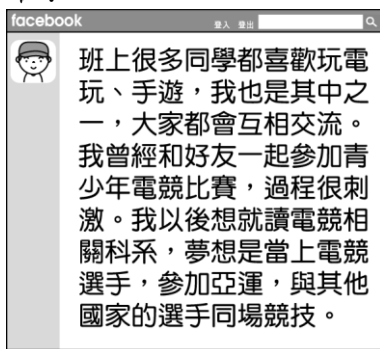 facebook
登入 登出
班上很多同學都喜歡玩電
玩、手遊，我也是其中之
一，大家都會互相交流。
我曾經和好友一起參加青
少年電競比賽，過程很刺
激。我以後想就讀電競相
關科系，夢想是當上電競
選手，參加亞運，與其他
國家的選手同場競技。